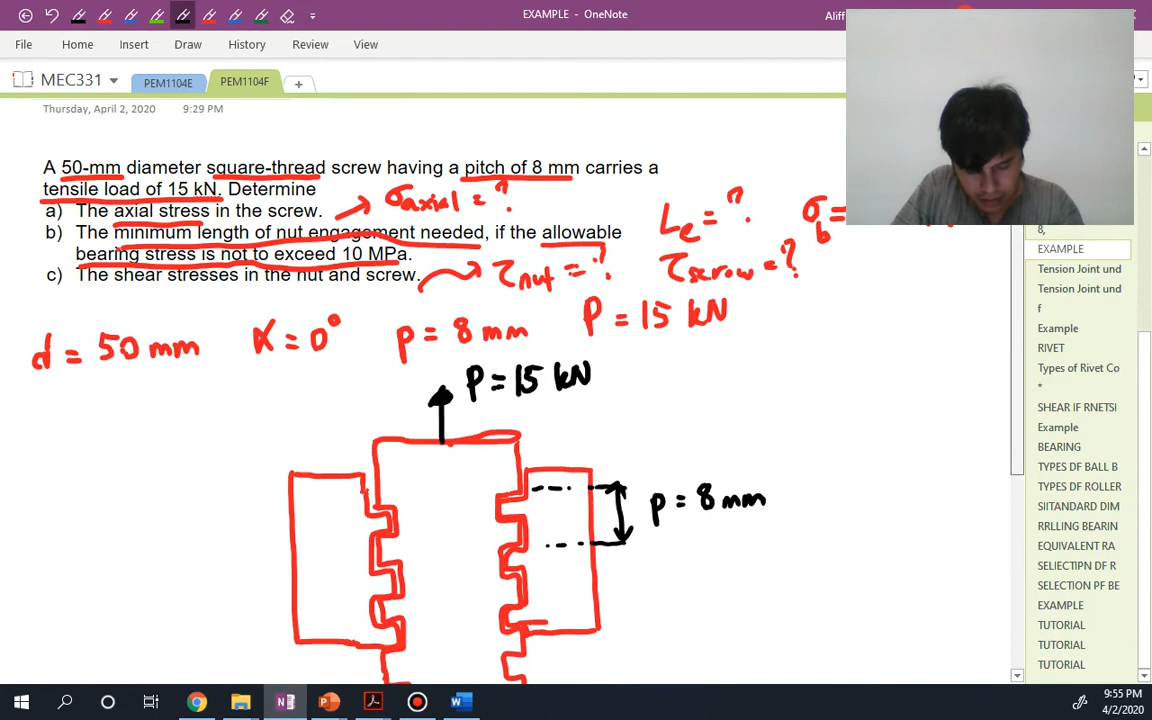 EXAMPLE - OneNote
Aliff
File Home Insert Draw History Review View
MEC331 PEM1104E PEM1104F
Thursday, April 2, 2020 9:29 PM
A 50-mm diameter square-thread screw having a pitch of 8 mm carries a
tensile load of 15 kN. Determine
a) The axial stress in the screw.
σaxial = ?
b) The minimum length of nut engagement needed, if the allowable
bearing stress is not to exceed 10 MPa.
Le = ?
σb =
c) The shear stresses in the nut and screw.
τnut = ?
τscrew = ?
d = 50 mm
α = 0°
p = 8 mm
P = 15 kN
P = 15 kN
p = 8 mm
8,
EXAMPLE
Tension Joint und
Tension Joint und
f
Example
RIVET
Types of Rivet Co
*
SHEAR IF RNETSI
Example
BEARING
TYPES DF BALL B
TYPES DF ROLLER
SIITANDARD DIM
RRLLING BEARIN
EQUIVALENT RA
SELIECTIPN DF R
SELECTION PF BE
EXAMPLE
TUTORIAL
TUTORIAL
TUTORIAL
9:55 PM
4/2/2020